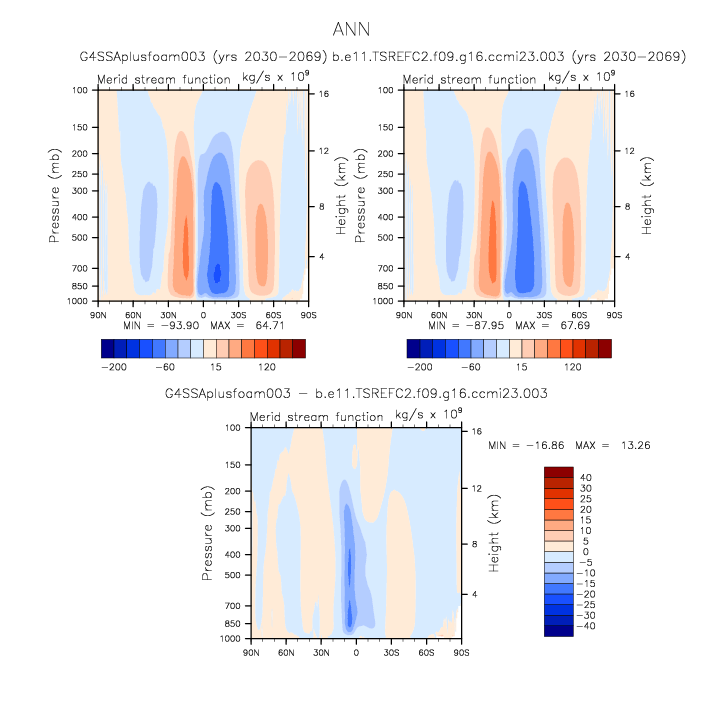 ANN
G4SSAplusfoam003 (yrs 2030-2069) b.e11.TSREFC2.f09.g16.ccmi23.003 (yrs 2030-2069)
Merid stream function kg/s x 10⁹ Merid stream function kg/s x 10⁹
100 16 100 16
150 150
200 12 200 12
250 250
300 300
8 8
400 400
500 500
4 4
700 700
850 850
1000 1000
Pressure (mb) Height (km) Pressure (mb) Height (km)
90N 60N 30N 0 30S 60S 90S 90N 60N 30N 0 30S 60S 90S
MIN = -93.90 MAX = 64.71 MIN = -87.95 MAX = 67.69
-200 -60 0 15 120 -200 -60 0 15 120
G4SSAplusfoam003 - b.e11.TSREFC2.f09.g16.ccmi23.003
Merid stream function kg/s x 10⁹
MIN = -16.86 MAX = 13.26
100 16
150
200 12
250
300
8
400
500
4
700
850
1000
Pressure (mb) Height (km)
90N 60N 30N 0 30S 60S 90S
40
30
20
15
10
5
0
-5
-10
-15
-20
-25
-30
-40